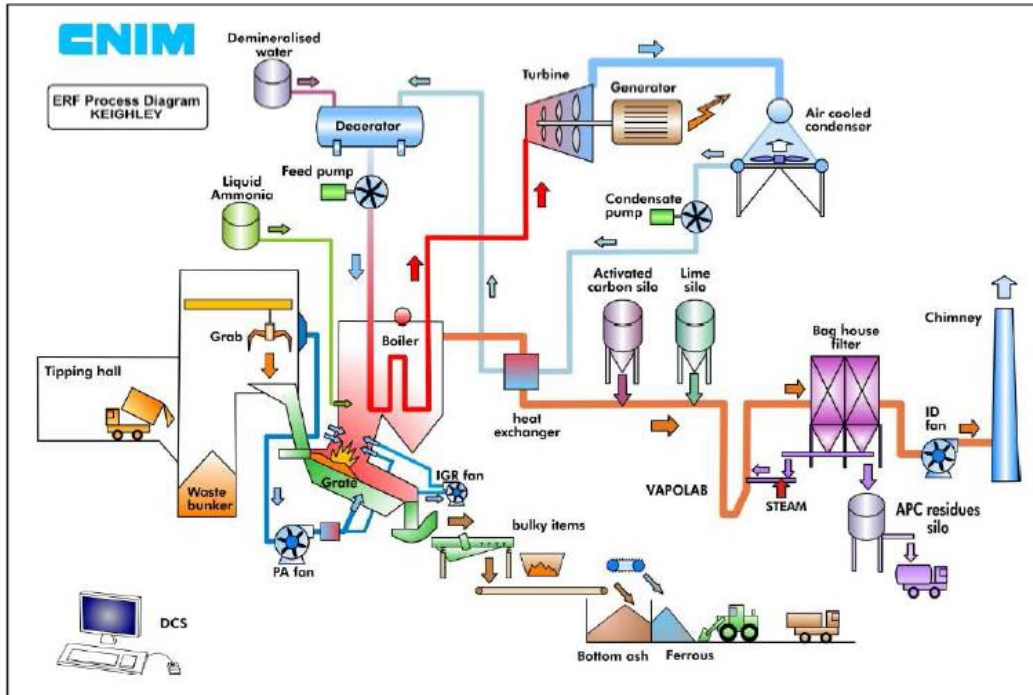 CNIM
ERF Process Diagram
KEIGHLEY
Demineralised
water
Deaerator
Feed pump
Liquid
Ammonia
Turbine
Generator
Air cooled
condenser
Condensate
pump
Activated
carbon silo
Lime
silo
Bag house
filter
Chimney
Grab
Boiler
Tipping hall
heat
exchanger
ID
fan
Waste
bunker
Grate
IGR fan
VAPOLAB
STEAM
APC residues
silo
PA fan
bulky items
DCS
Bottom ash
Ferrous